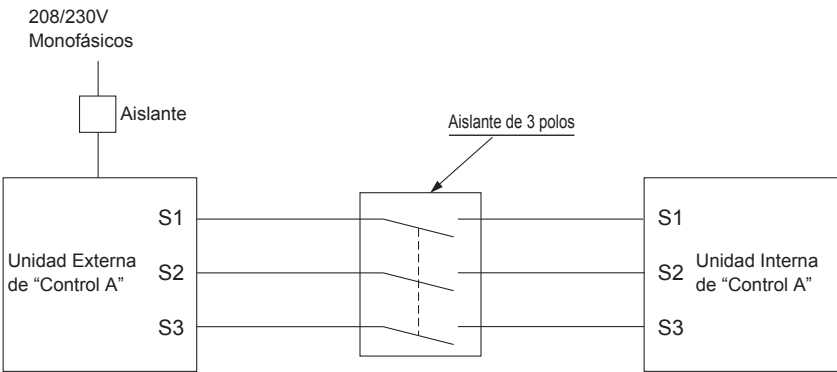 208/230V
Monofásicos
Aislante
Aislante de 3 polos
S1
S1
Unidad Externa
de “Control A”
S2
S2
Unidad Interna
de “Control A”
S3
S3